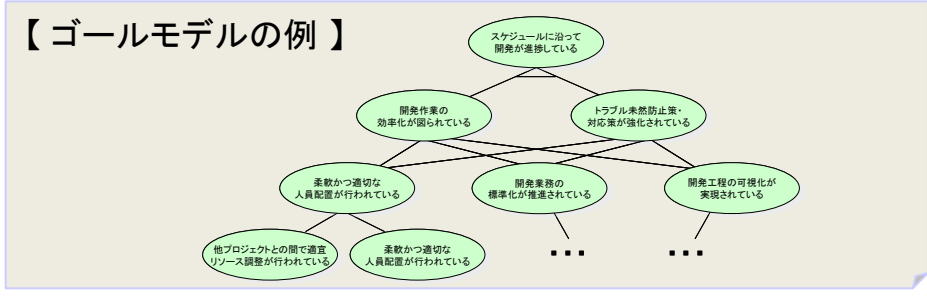 【 ゴールモデルの例 】
スケジュールに沿って
開発が進捗している
開発作業の
効率化が図られている
トラブル未然防止策・
対応策が強化されている
柔軟かつ適切な
人員配置が行われている
開発業務の
標準化が推進されている
開発工程の可視化が
実現されている
他プロジェクトとの間で適宜
リソース調整が行われている
柔軟かつ適切な
人員配置が行われている
・・・
・・・